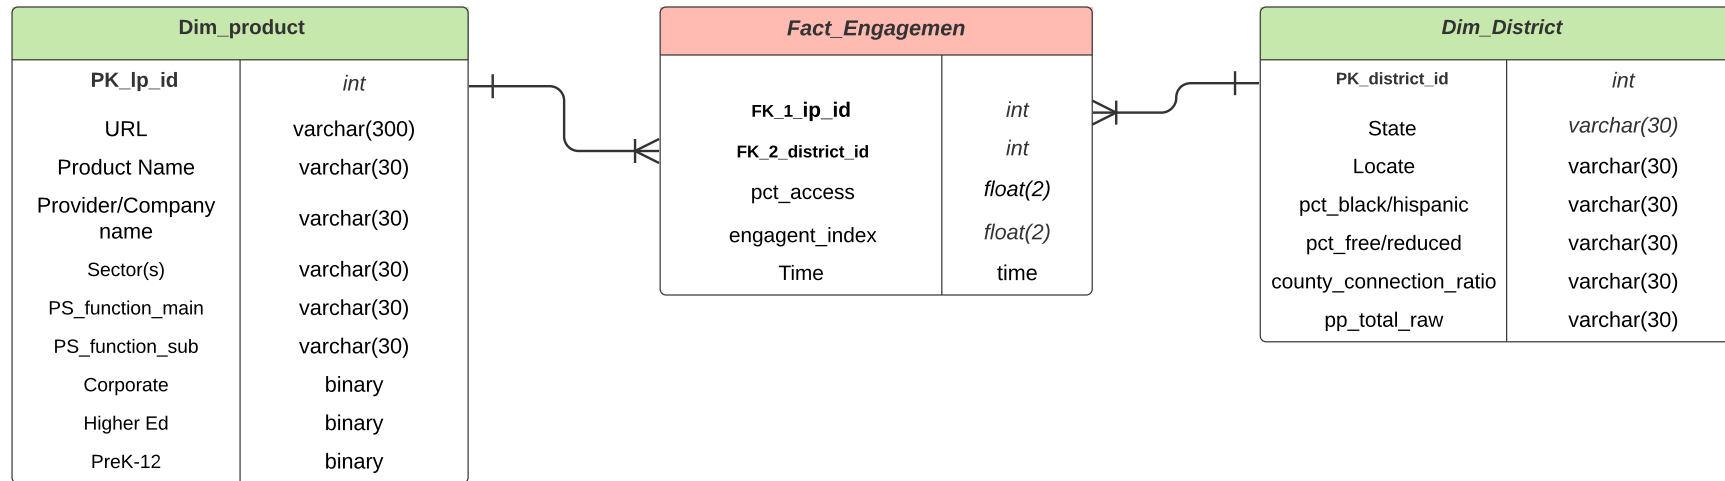 Dim_product
PK_lp_id int
URL varchar(300)
Product Name varchar(30)
Provider/Company
name varchar(30)
Sector(s) varchar(30)
PS_function_main varchar(30)
PS_function_sub varchar(30)
Corporate binary
Higher Ed binary
PreK-12 binary
Fact_Engagemen
FK_1_ip_id int
FK_2_district_id int
pct_access float(2)
engagent_index float(2)
Time time
Dim_District
PK_district_id int
State varchar(30)
Locate varchar(30)
pct_black/hispanic varchar(30)
pct_free/reduced varchar(30)
county_connection_ratio varchar(30)
pp_total_raw varchar(30)